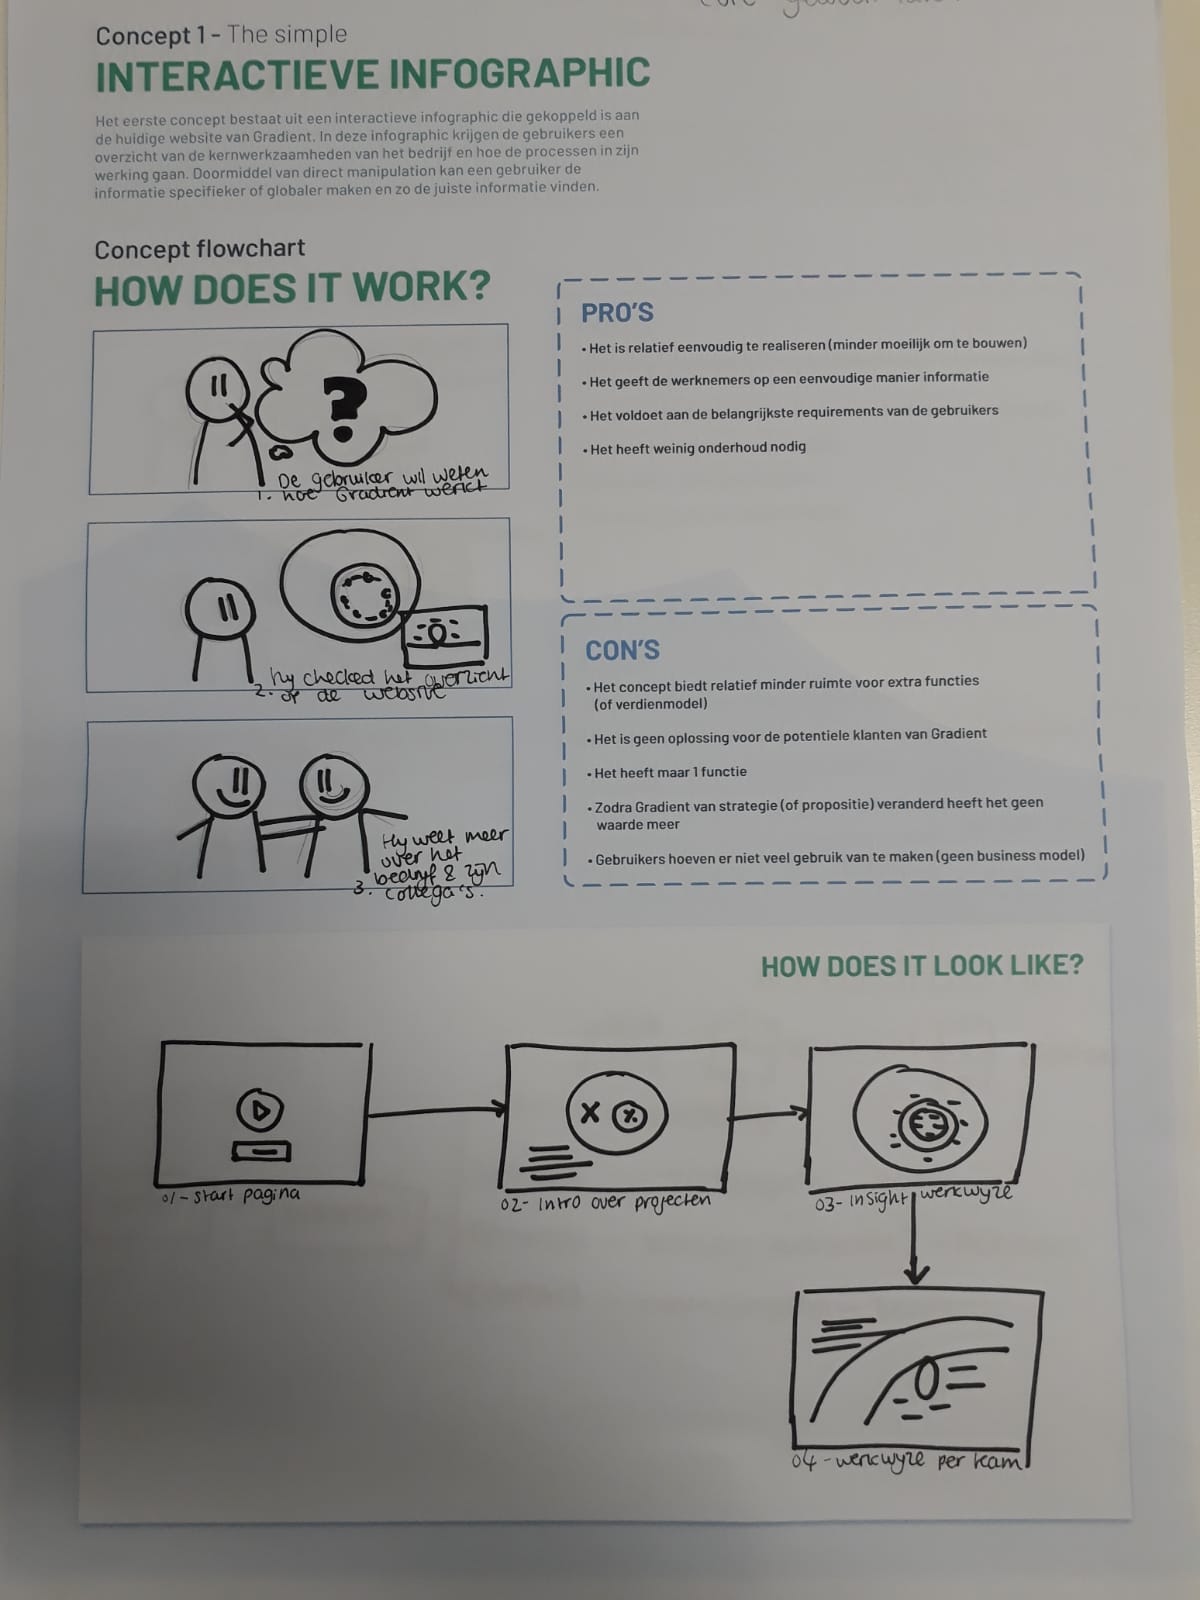 Concept 1 - The simple
INTERACTIEVE INFOGRAPHIC
Het eerste concept bestaat uit een interactieve infographic die gekoppeld is aan
de huidige website van Gradient. In deze infographic krijgen de gebruikers een
overzicht van de kernwerkzaamheden van het bedrijf en hoe de processen in zijn
werking gaan. Doormiddel van direct manipulation kan een gebruiker de
informatie specifieker of globaler maken en zo de juiste informatie vinden.
Concept flowchart
HOW DOES IT WORK?
?
De gebruiker wil weten
1. hoe Gradient werkt
hy checked het overzicht
2. op de website
Hy weet meer
over het
bedryf & zyn
3. collega's.
PRO'S
• Het is relatief eenvoudig te realiseren (minder moeilijk om te bouwen)
• Het geeft de werknemers op een eenvoudige manier informatie
• Het voldoet aan de belangrijkste requirements van de gebruikers
• Het heeft weinig onderhoud nodig
CON'S
• Het concept biedt relatief minder ruimte voor extra functies
(of verdienmodel)
• Het is geen oplossing voor de potentiele klanten van Gradient
• Het heeft maar 1 functie
• Zodra Gradient van strategie (of propositie) veranderd heeft het geen
waarde meer
• Gebruikers hoeven er niet veel gebruik van te maken (geen business model)
HOW DOES IT LOOK LIKE?
01- start pagina
02- Intro over projecten
03- insight werkwyze
04 - werkwyze per team